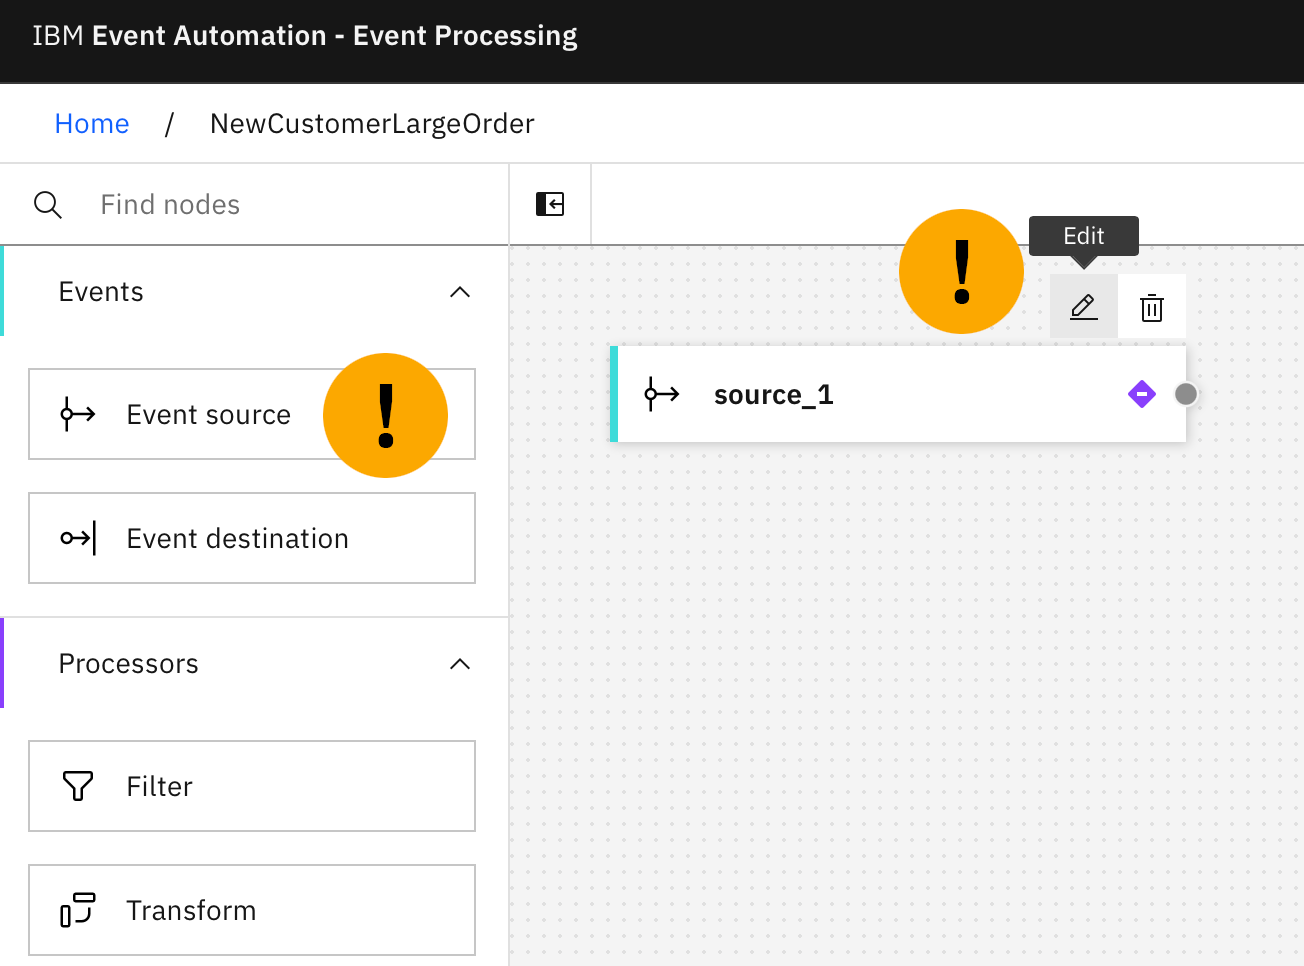 IBM Event Automation - Event Processing
Home / NewCustomerLargeOrder
Find nodes
Edit
Events
!
!
Event source
source_1
Event destination
Processors
Filter
Transform